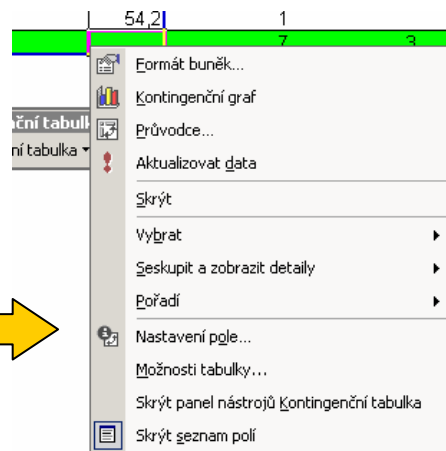 54,2 1
7 3
Formát buněk...
Kontingenční graf
ční tabulk
Průvodce...
ní tabulka
Aktualizovat data
Skrýt
Vybrat
Seskupit a zobrazit detaily
Pořadí
Nastavení pole...
Možnosti tabulky...
Skrýt panel nástrojů Kontingenční tabulka
Skrýt seznam polí